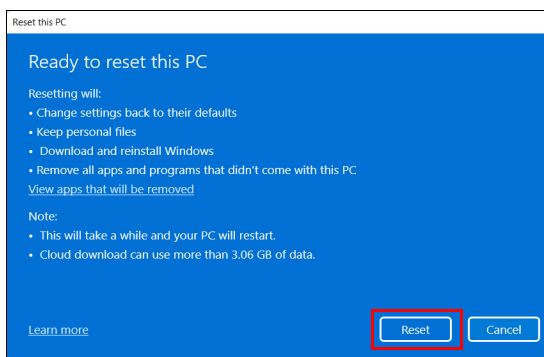 Reset this PC
Ready to reset this PC
Resetting will:
• Change settings back to their defaults
• Keep personal files
• Download and reinstall Windows
• Remove all apps and programs that didn't come with this PC
View apps that will be removed
Note:
• This will take a while and your PC will restart.
• Cloud download can use more than 3.06 GB of data.
Learn more
Reset
Cancel